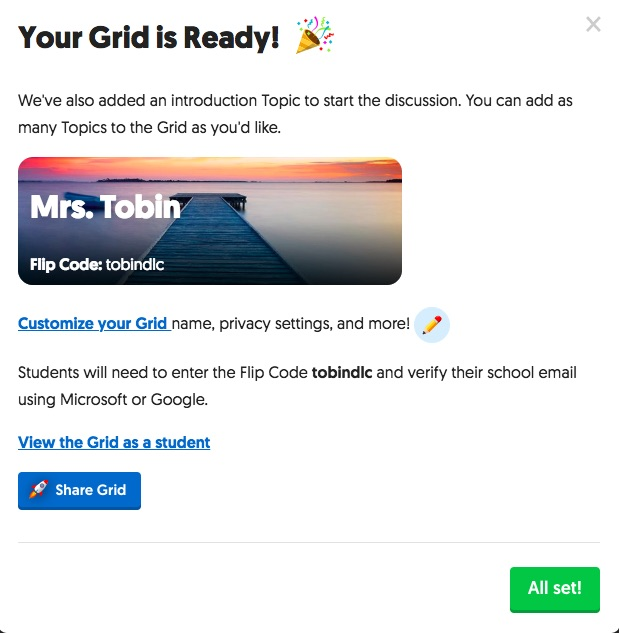 Your Grid is Ready!
We've also added an introduction Topic to start the discussion. You can add as
many Topics to the Grid as you'd like.
Mrs. Tobin
Flip Code: tobindlc
Customize your Grid name, privacy settings, and more!
Students will need to enter the Flip Code tobindlc and verify their school email
using Microsoft or Google.
View the Grid as a student
Share Grid
All set!